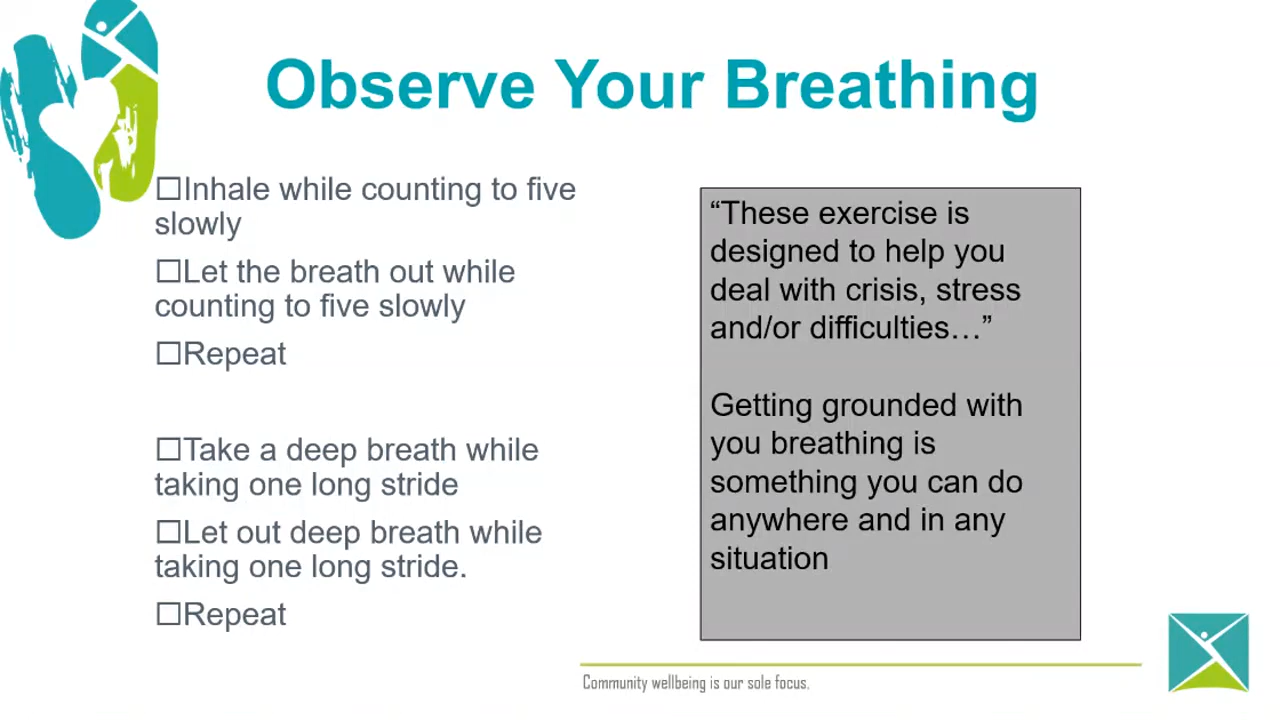 Observe Your Breathing
☐Inhale while counting to five
slowly
☐Let the breath out while
counting to five slowly
☐Repeat
☐Take a deep breath while
taking one long stride
☐Let out deep breath while
taking one long stride.
☐Repeat
“These exercise is
designed to help you
deal with crisis, stress
and/or difficulties…”
Getting grounded with
you breathing is
something you can do
anywhere and in any
situation
Community wellbeing is our sole focus.